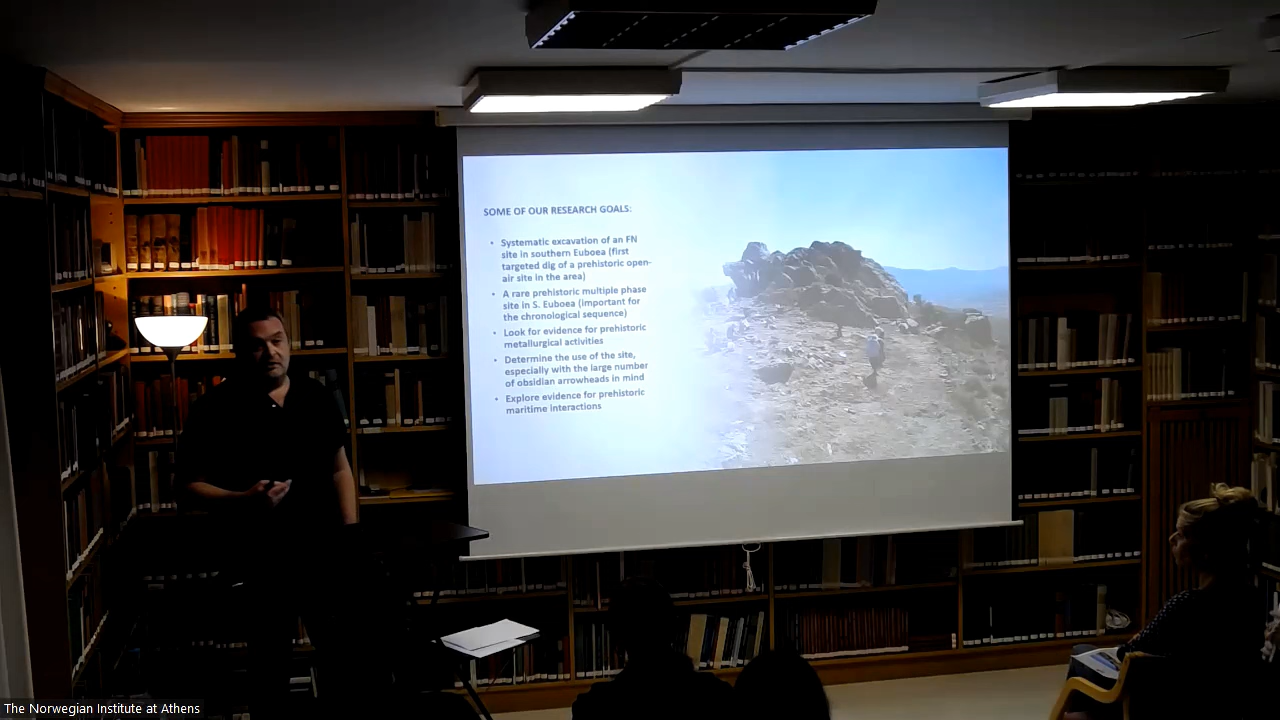 SOME OF OUR RESEARCH GOALS:
• Systematic excavation of an FN
site in southern Euboea (first
targeted dig of a prehistoric open-
air site in the area)
• A rare prehistoric multiple phase
site in S. Euboea (important for
the chronological sequence)
• Look for evidence for prehistoric
metallurgical activities
• Determine the use of the site,
especially with the large number
of obsidian arrowheads in mind
• Explore evidence for prehistoric
maritime interactions
The Norwegian Institute at Athens